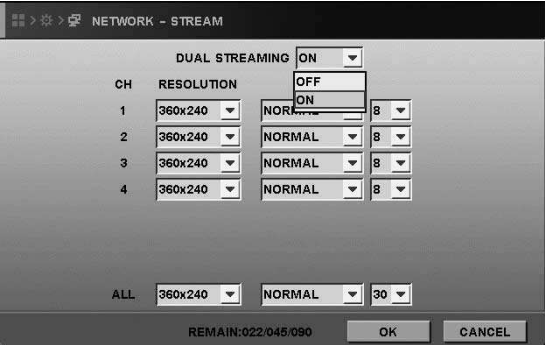 NETWORK - STREAM
DUAL STREAMING ON
OFF
CH RESOLUTION
ON
1 360x240 8
2 360x240 NORMAL 8
3 360x240 NORMAL 8
4 360x240 NORMAL 8
ALL 360x240 NORMAL 30
REMAIN:022/045/090 OK CANCEL